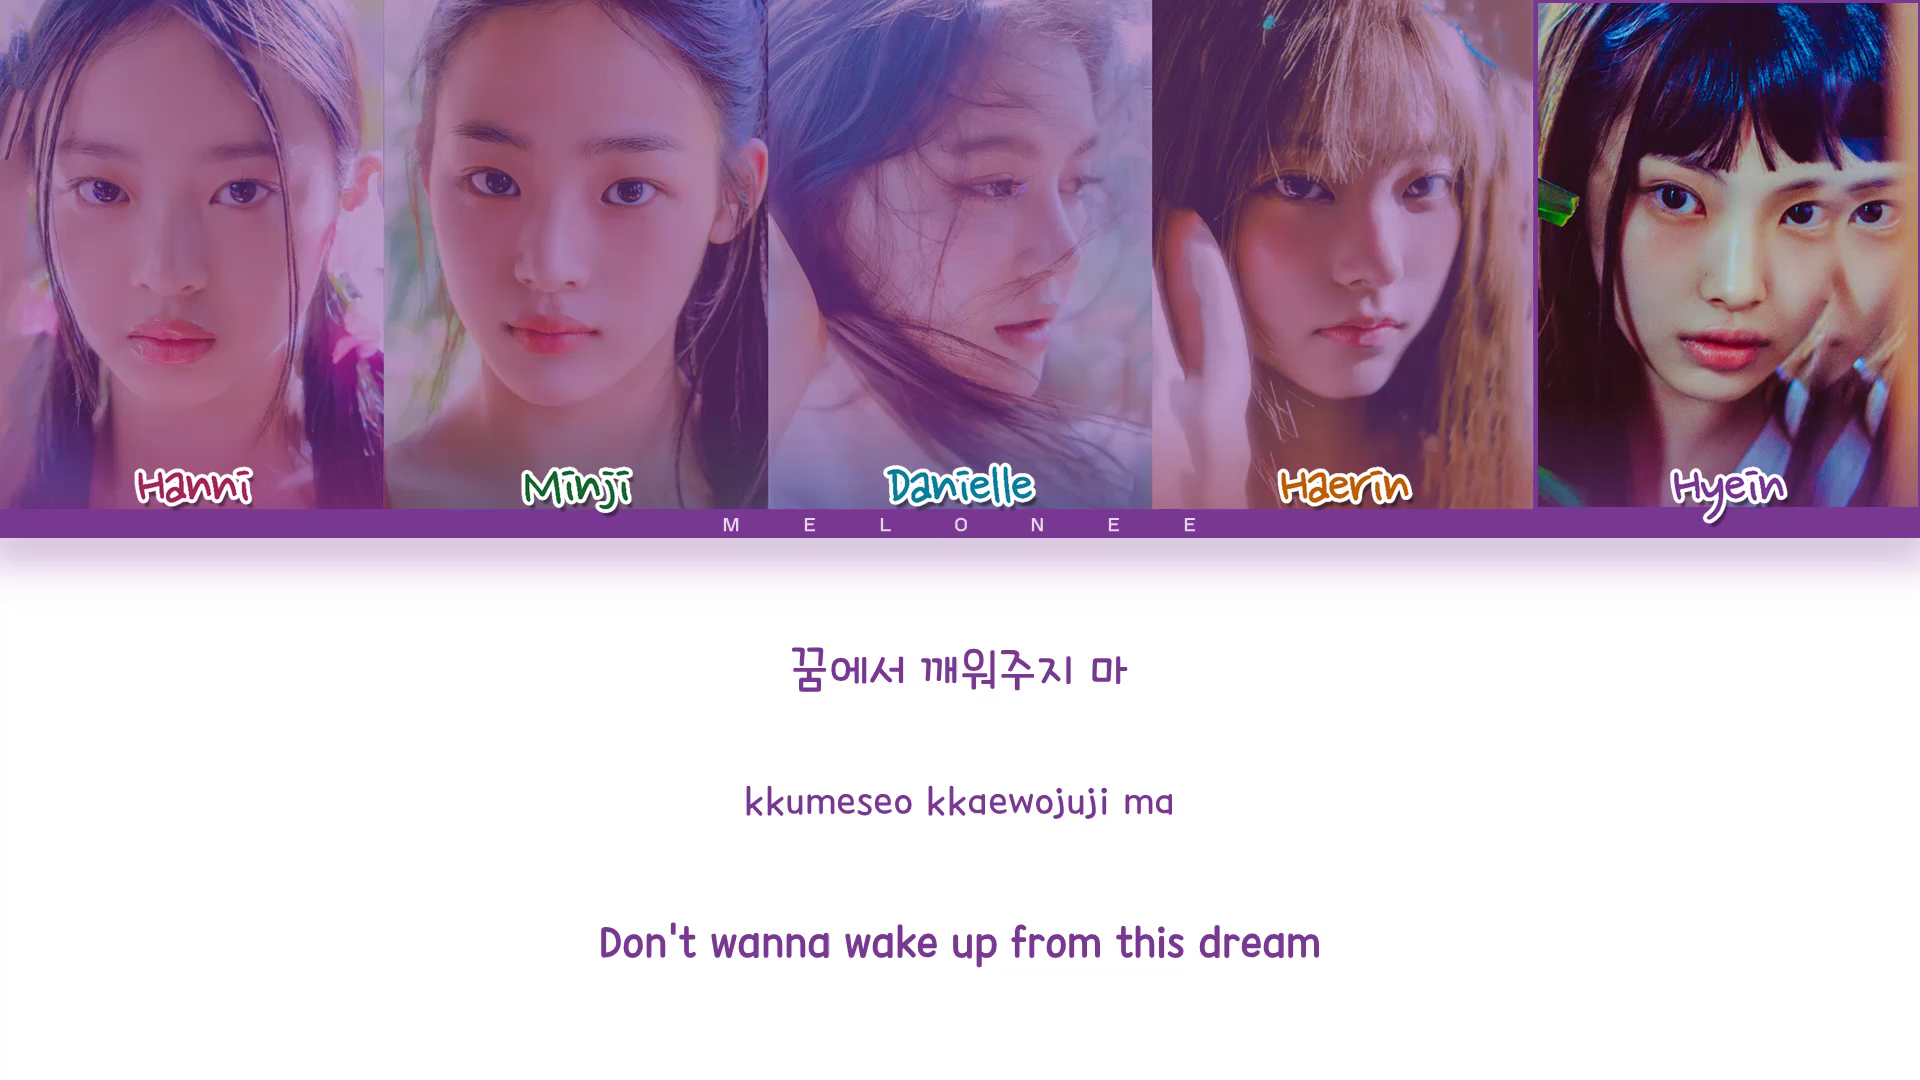 Hanni Minji Danielle Haerin Hyein
MELONEE
꿈에서 깨워주지 마
kkumeseo kkaewojuji ma
Don't wanna wake up from this dream